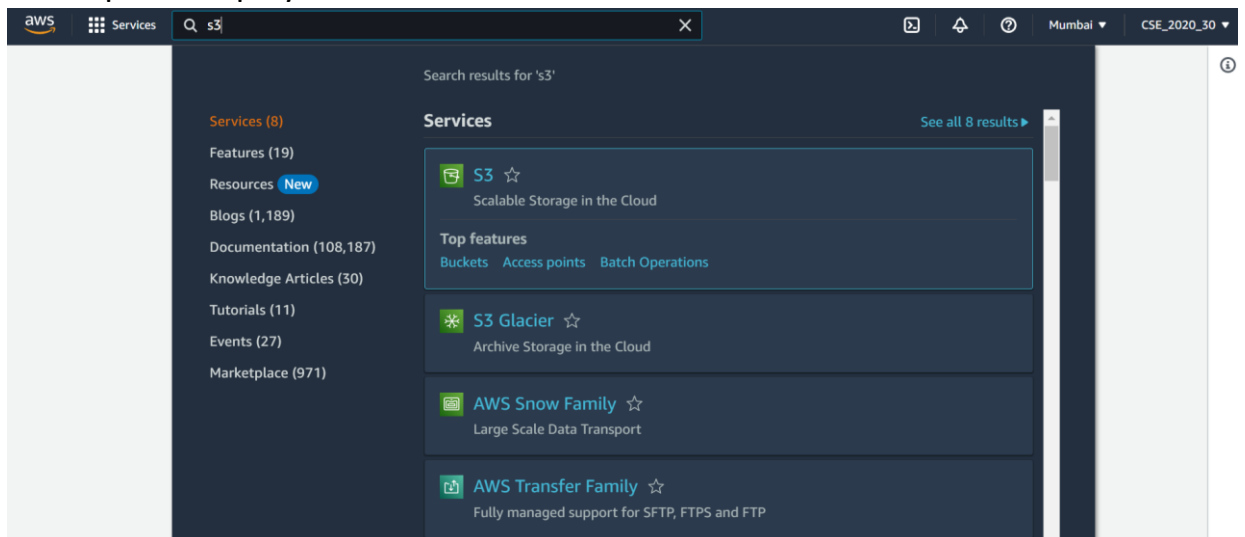 aws Services s3 Mumbai CSE_2020_30
Search results for 's3'
Services (8)
Features (19)
Resources New
Blogs (1,189)
Documentation (108,187)
Knowledge Articles (30)
Tutorials (11)
Events (27)
Marketplace (971)
Services See all 8 results
S3
Scalable Storage in the Cloud
Top features
Buckets Access points Batch Operations
S3 Glacier
Archive Storage in the Cloud
AWS Snow Family
Large Scale Data Transport
AWS Transfer Family
Fully managed support for SFTP, FTPS and FTP